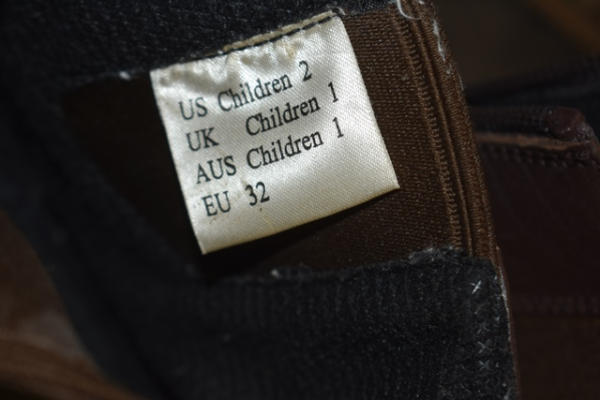 US Children 2
UK Children 1
AUS Children 1
EU 32